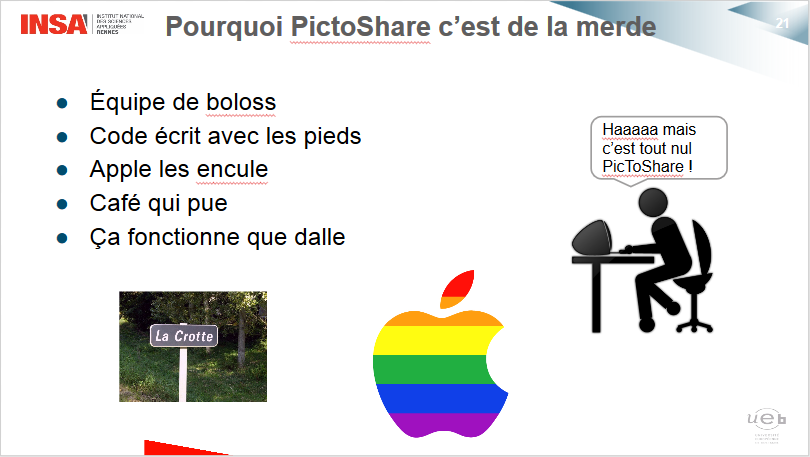 INSA
INSTITUT NATIONAL
DES SCIENCES
APPLIQUÉES
RENNES
Pourquoi PictoShare c’est de la merde
21
Équipe de boloss
Code écrit avec les pieds
Apple les encule
Café qui pue
Ça fonctionne que dalle
Haaaaa mais
c’est tout nul
PicToShare !
La Crotte
ueb